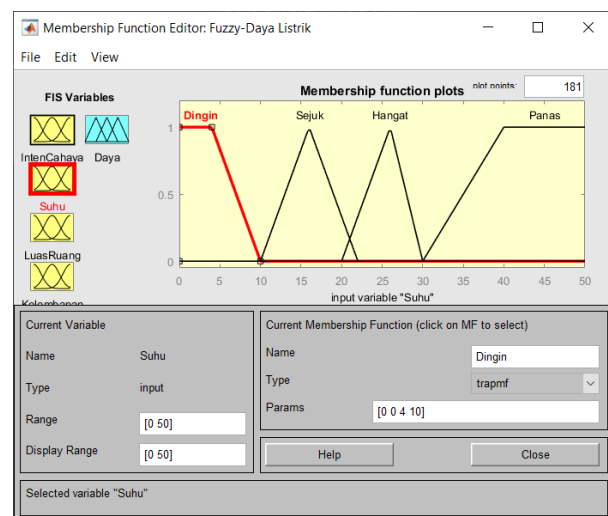 Membership Function Editor: Fuzzy-Daya Listrik
File Edit View
FIS Variables
IntenCahaya Daya
Suhu
LuasRuang
Kelembapan
Membership function plots plot points: 181
Dingin Sejuk Hangat Panas
1
0.5
0
0 5 10 15 20 25 30 35 40 45 50
input variable "Suhu"
Current Variable
Name Suhu
Type input
Range [0 50]
Display Range [0 50]
Current Membership Function (click on MF to select)
Name Dingin
Type trapmf
Params [0 0 4 10]
Help Close
Selected variable "Suhu"